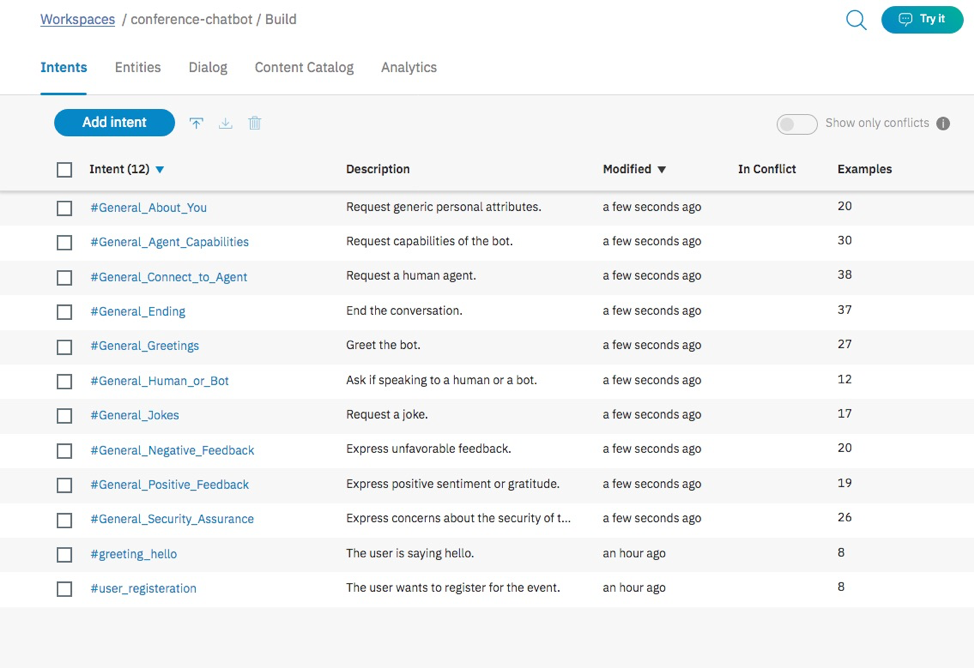 Workspaces / conference-chatbot / Build
Try it
Intents Entities Dialog Content Catalog Analytics
Add intent Show only conflicts i
Intent (12) ▼ Description Modified ▼ In Conflict Examples
#General_About_You Request generic personal attributes. a few seconds ago 20
#General_Agent_Capabilities Request capabilities of the bot. a few seconds ago 30
#General_Connect_to_Agent Request a human agent. a few seconds ago 38
#General_Ending End the conversation. a few seconds ago 37
#General_Greetings Greet the bot. a few seconds ago 27
#General_Human_or_Bot Ask if speaking to a human or a bot. a few seconds ago 12
#General_Jokes Request a joke. a few seconds ago 17
#General_Negative_Feedback Express unfavorable feedback. a few seconds ago 20
#General_Positive_Feedback Express positive sentiment or gratitude. a few seconds ago 19
#General_Security_Assurance Express concerns about the security of t... a few seconds ago 26
#greeting_hello The user is saying hello. an hour ago 8
#user_registeration The user wants to register for the event. an hour ago 8